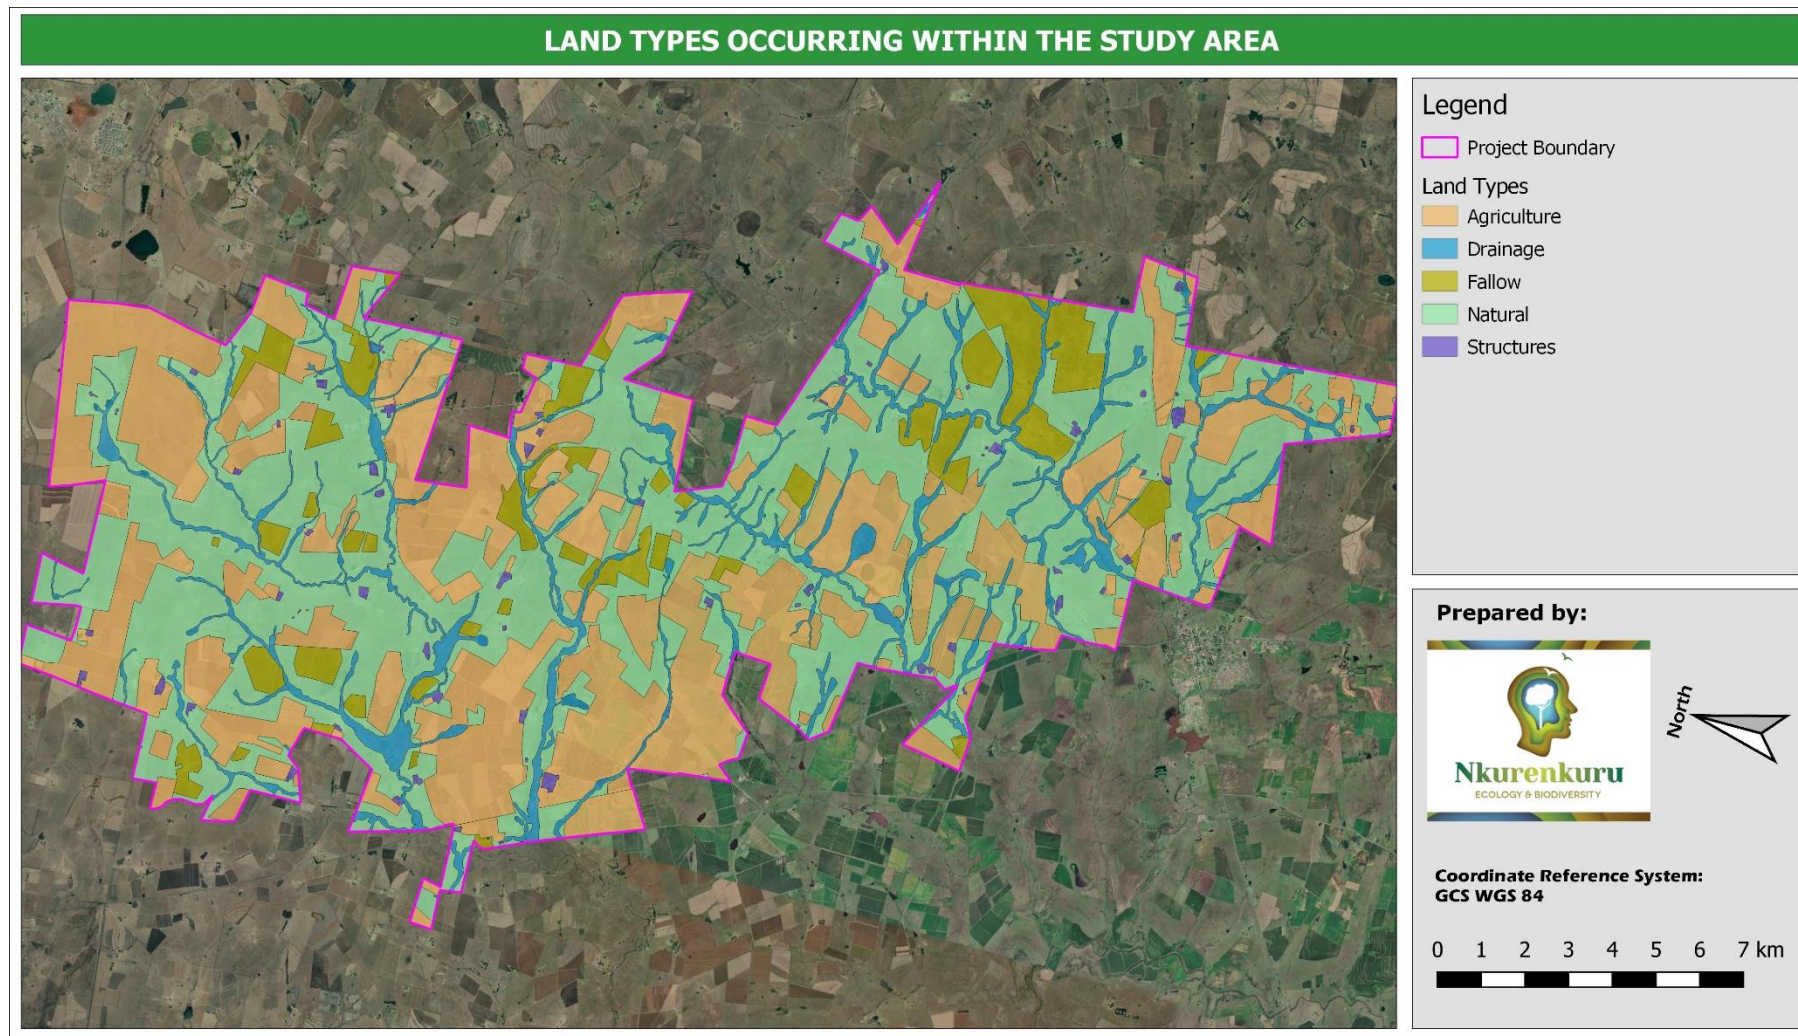 LAND TYPES OCCURRING WITHIN THE STUDY AREA
Legend
Project Boundary
Land Types
Agriculture
Drainage
Fallow
Natural
Structures
Prepared by:
Nkurenkuru
ECOLOGY & BIODIVERSITY
North
Coordinate Reference System:
GCS WGS 84
0 1 2 3 4 5 6 7 km